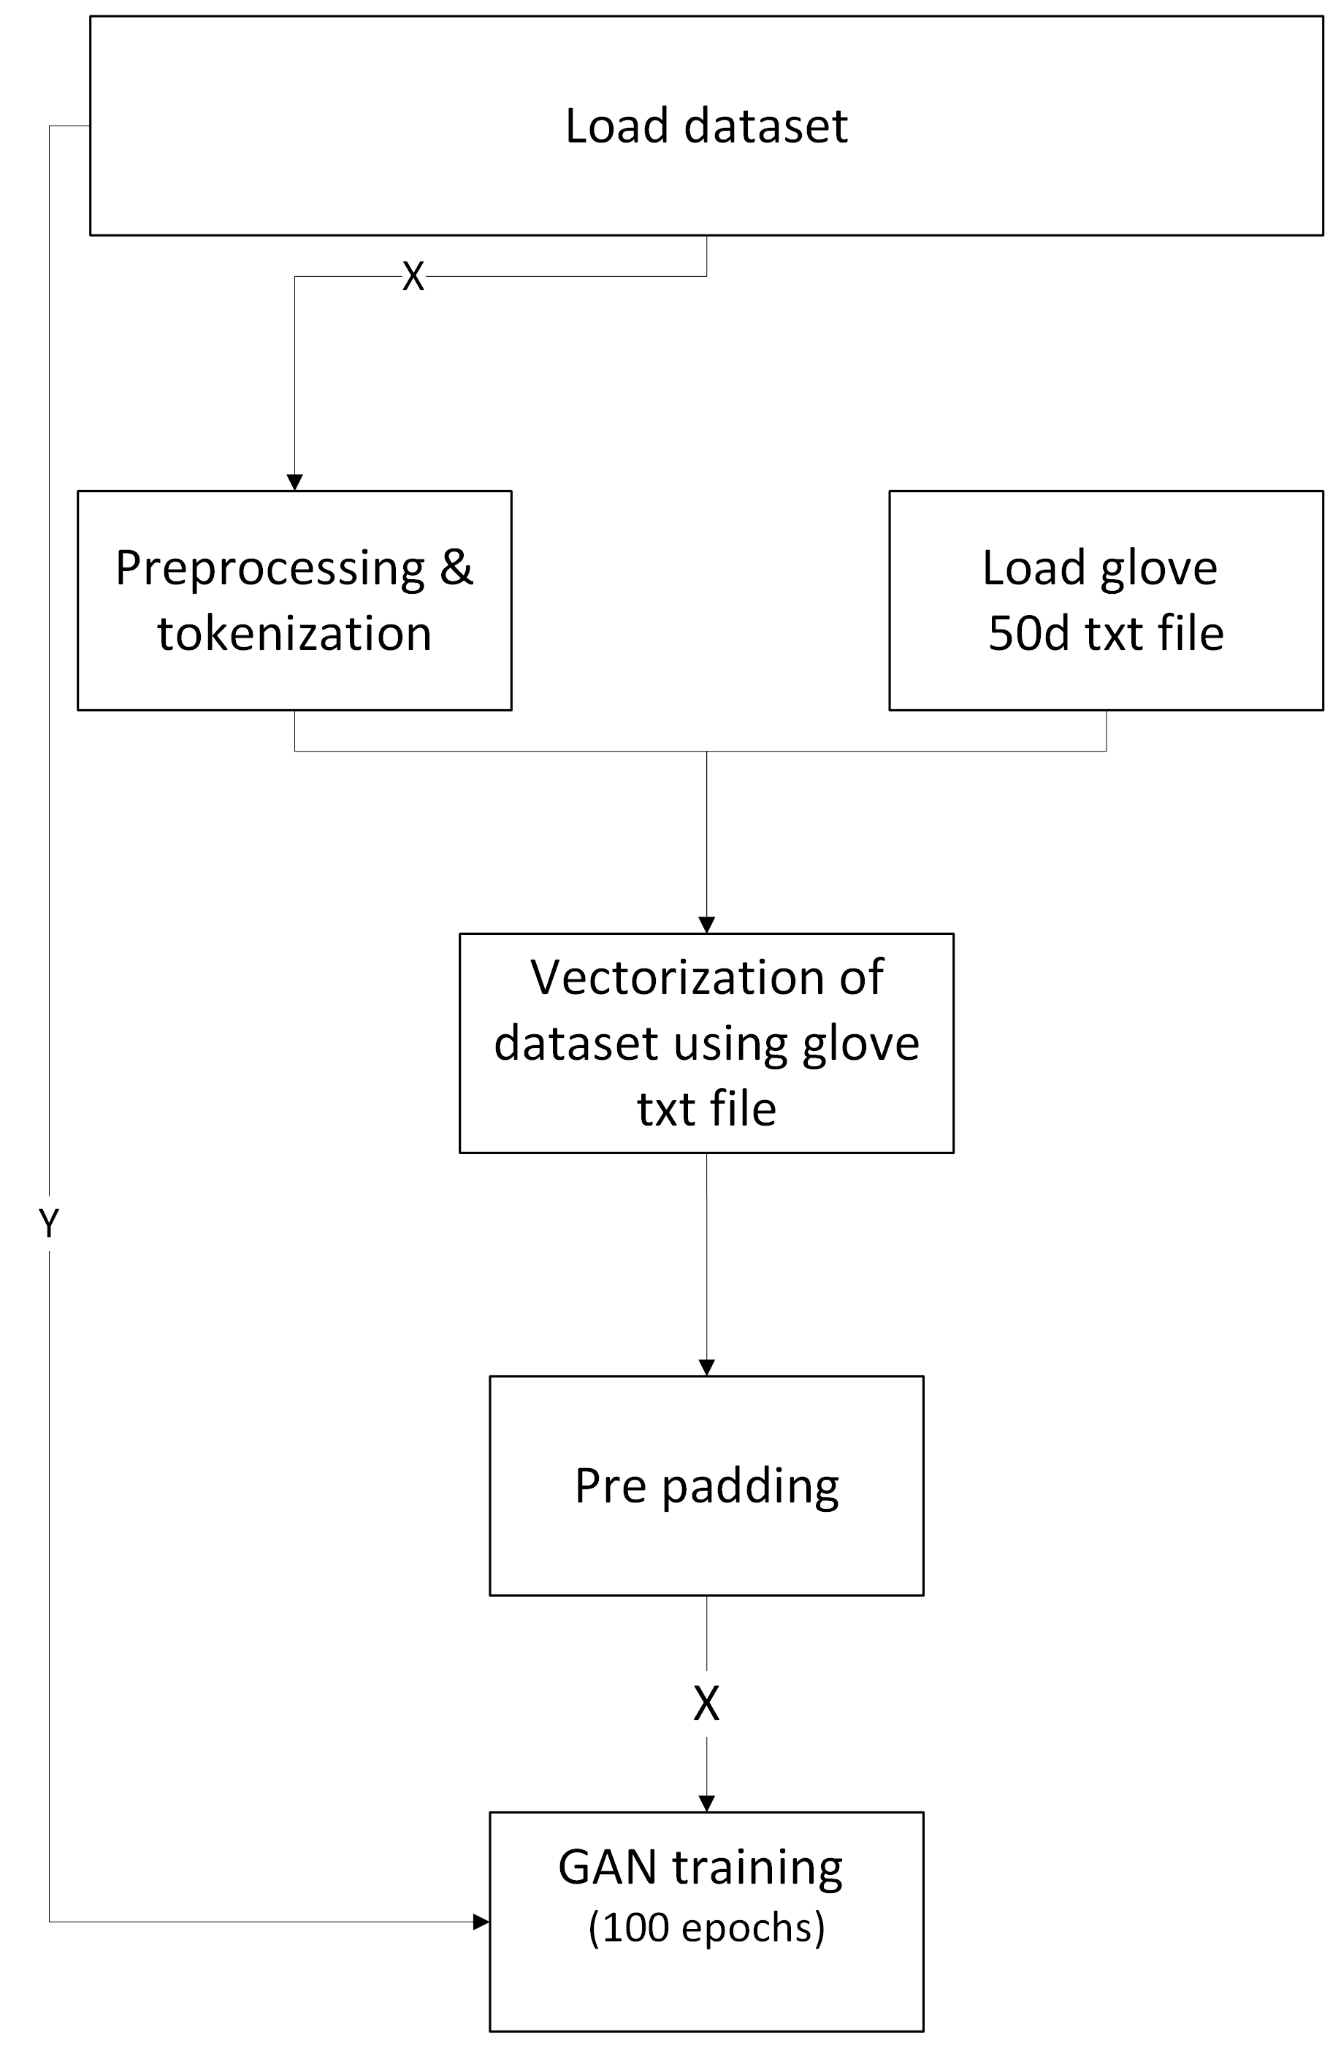 Load dataset
X
Preprocessing &
tokenization
Load glove
50d txt file
Vectorization of
dataset using glove
txt file
Y
Pre padding
X
GAN training
(100 epochs)